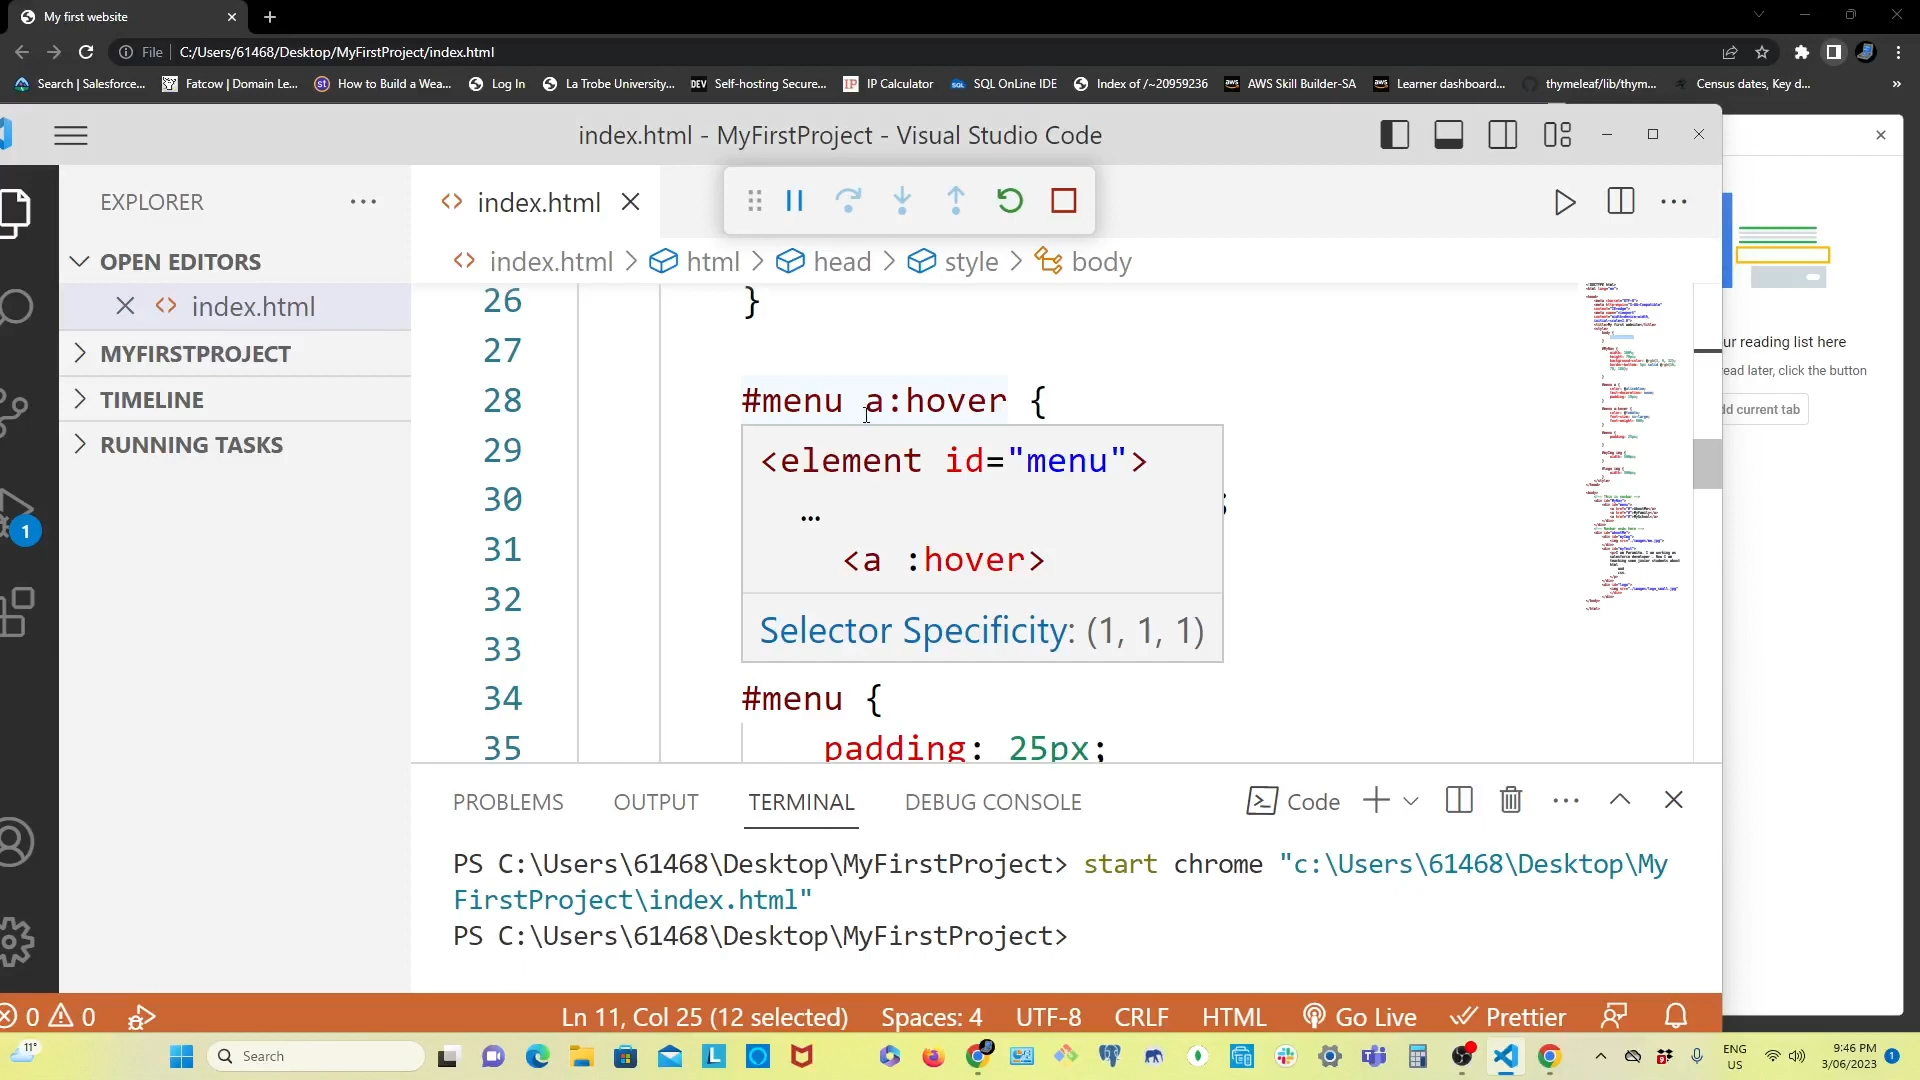 My first website
File
C:/Users/61468/Desktop/MyFirstProject/index.html
Search | Salesforce...
Fatcow | Domain Le...
How to Build a Wea...
Log In
La Trobe University...
DEV
Self-hosting Secure...
IP
IP Calculator
SQL OnLine IDE
Index of /~20959236
aws
AWS Skill Builder-SA
aws
Learner dashboard...
thymeleaf/lib/thym...
Census dates, Key d...
index.html - MyFirstProject - Visual Studio Code
EXPLORER
index.html
OPEN EDITORS
index.html > html > head > style > body
index.html
MYFIRSTPROJECT
TIMELINE
RUNNING TASKS
1
26 }
27
28 #menu a:hover {
29
30 ;
31
32
33
34 #menu {
35 padding: 25px;
<element id="menu">
…
<a :hover>
Selector Specificity: (1, 1, 1)
ur reading list here
ead later, click the button
dd current tab
PROBLEMS
OUTPUT
TERMINAL
DEBUG CONSOLE
Code
PS C:\Users\61468\Desktop\MyFirstProject> start chrome "c:\Users\61468\Desktop\My
FirstProject\index.html"
PS C:\Users\61468\Desktop\MyFirstProject>
0
0
Ln 11, Col 25 (12 selected)
Spaces: 4
UTF-8
CRLF
HTML
Go Live
Prettier
11°
Search
L
ENG
US
9:46 PM
3/06/2023
1